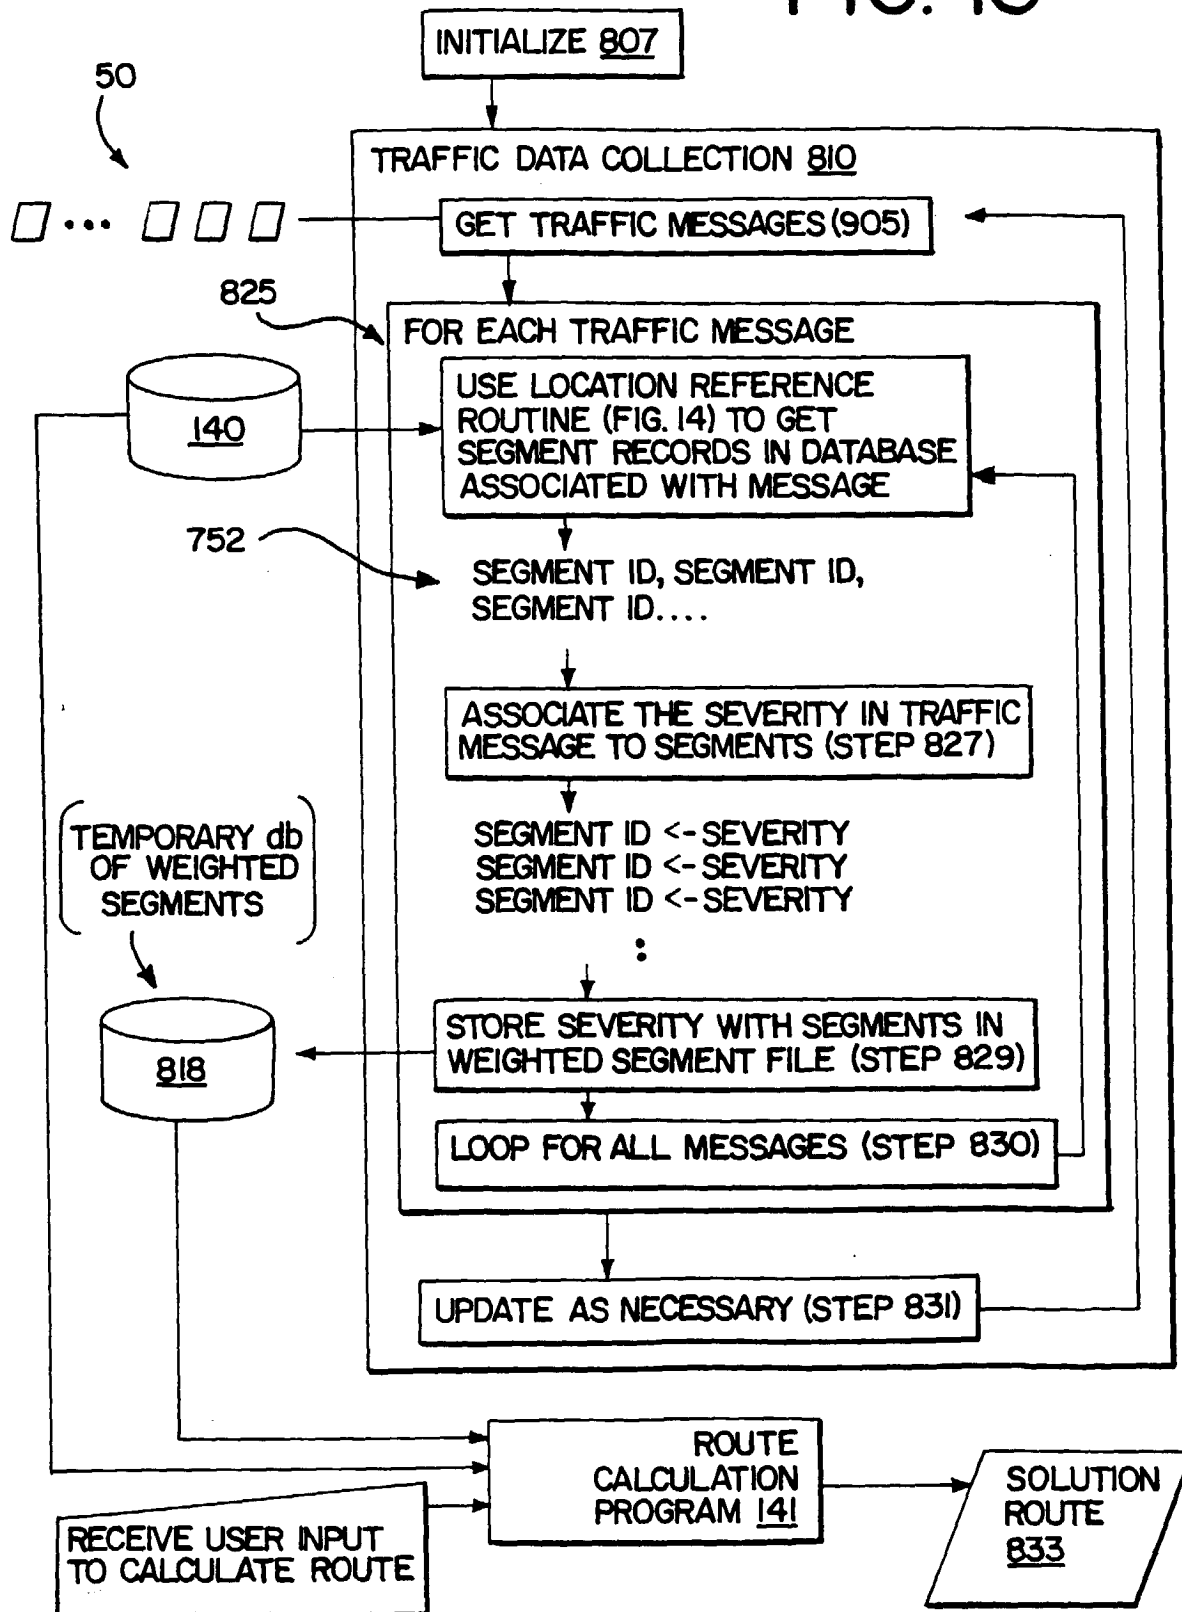 INITIALIZE 807
50
TRAFFIC DATA COLLECTION 810
GET TRAFFIC MESSAGES (905)
825
FOR EACH TRAFFIC MESSAGE
USE LOCATION REFERENCE
ROUTINE (FIG. 14) TO GET
SEGMENT RECORDS IN DATABASE
ASSOCIATED WITH MESSAGE
140
752
SEGMENT ID, SEGMENT ID,
SEGMENT ID....
ASSOCIATE THE SEVERITY IN TRAFFIC
MESSAGE TO SEGMENTS (STEP 827)
TEMPORARY db
OF WEIGHTED
SEGMENTS
SEGMENT ID <- SEVERITY
SEGMENT ID <- SEVERITY
SEGMENT ID <- SEVERITY
:
STORE SEVERITY WITH SEGMENTS IN
WEIGHTED SEGMENT FILE (STEP 829)
818
LOOP FOR ALL MESSAGES (STEP 830)
UPDATE AS NECESSARY (STEP 831)
ROUTE
CALCULATION
PROGRAM 141
SOLUTION
ROUTE
833
RECEIVE USER INPUT
TO CALCULATE ROUTE